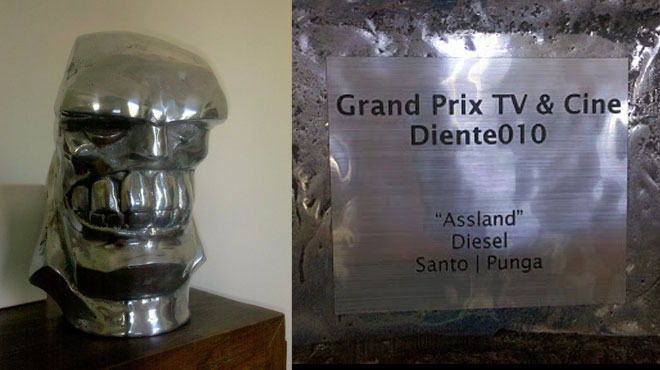 Grand Prix TV & Cine
Diente010
“Assland”
Diesel
Santo | Punga